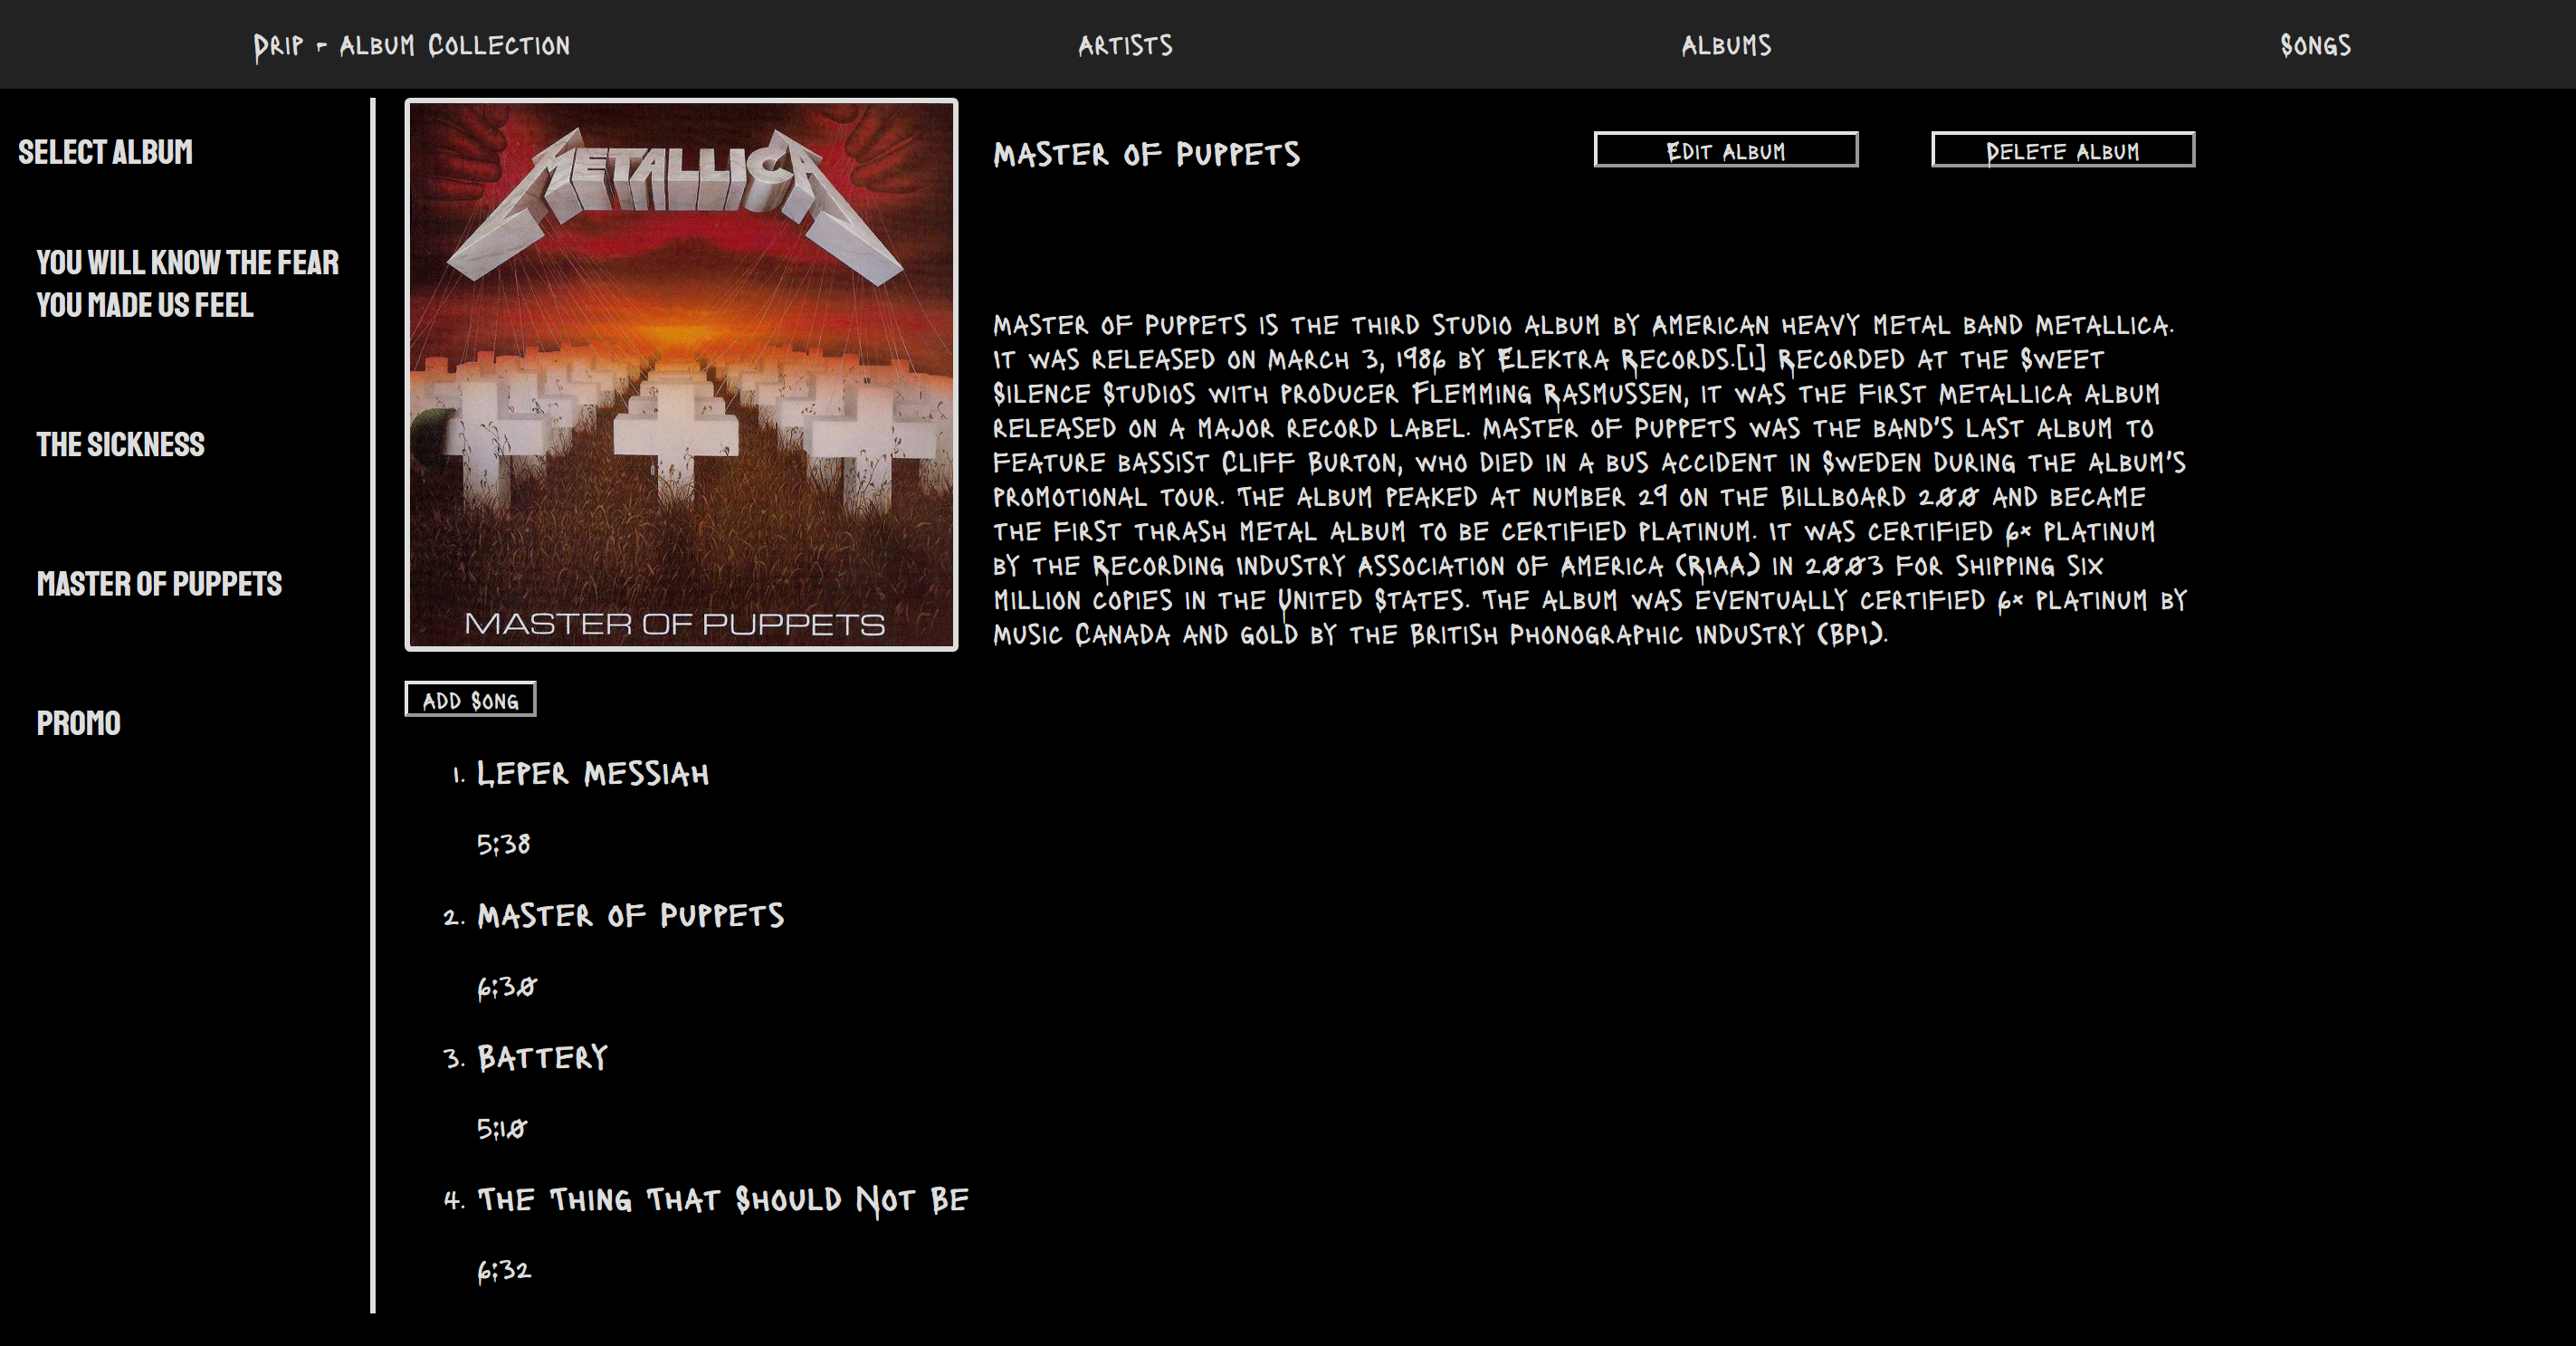 Drip - Album Collection
Artists
Albums
Songs
SELECT ALBUM
YOU WILL KNOW THE FEAR
YOU MADE US FEEL
THE SICKNESS
MASTER OF PUPPETS
PROMO
METALLICA
MASTER OF PUPPETS
Master of Puppets
Edit Album
Delete Album
Master of Puppets is the third studio album by American heavy metal band Metallica.
It was released on March 3, 1986 by Elektra Records.[1] Recorded at the Sweet
Silence Studios with producer Flemming Rasmussen, it was the first Metallica album
released on a major record label. Master of Puppets was the band's last album to
feature bassist Cliff Burton, who died in a bus accident in Sweden during the album's
promotional tour. The album peaked at number 29 on the Billboard 200 and became
the first thrash metal album to be certified platinum. It was certified 6× platinum
by the Recording Industry Association of America (RIAA) in 2003 for shipping six
million copies in the United States. The album was eventually certified 6× platinum by
Music Canada and gold by the British Phonographic Industry (BPI).
Add Song
1. Leper Messiah
5:38
2. Master of Puppets
6:30
3. Battery
5:10
4. The Thing That Should Not Be
6:32